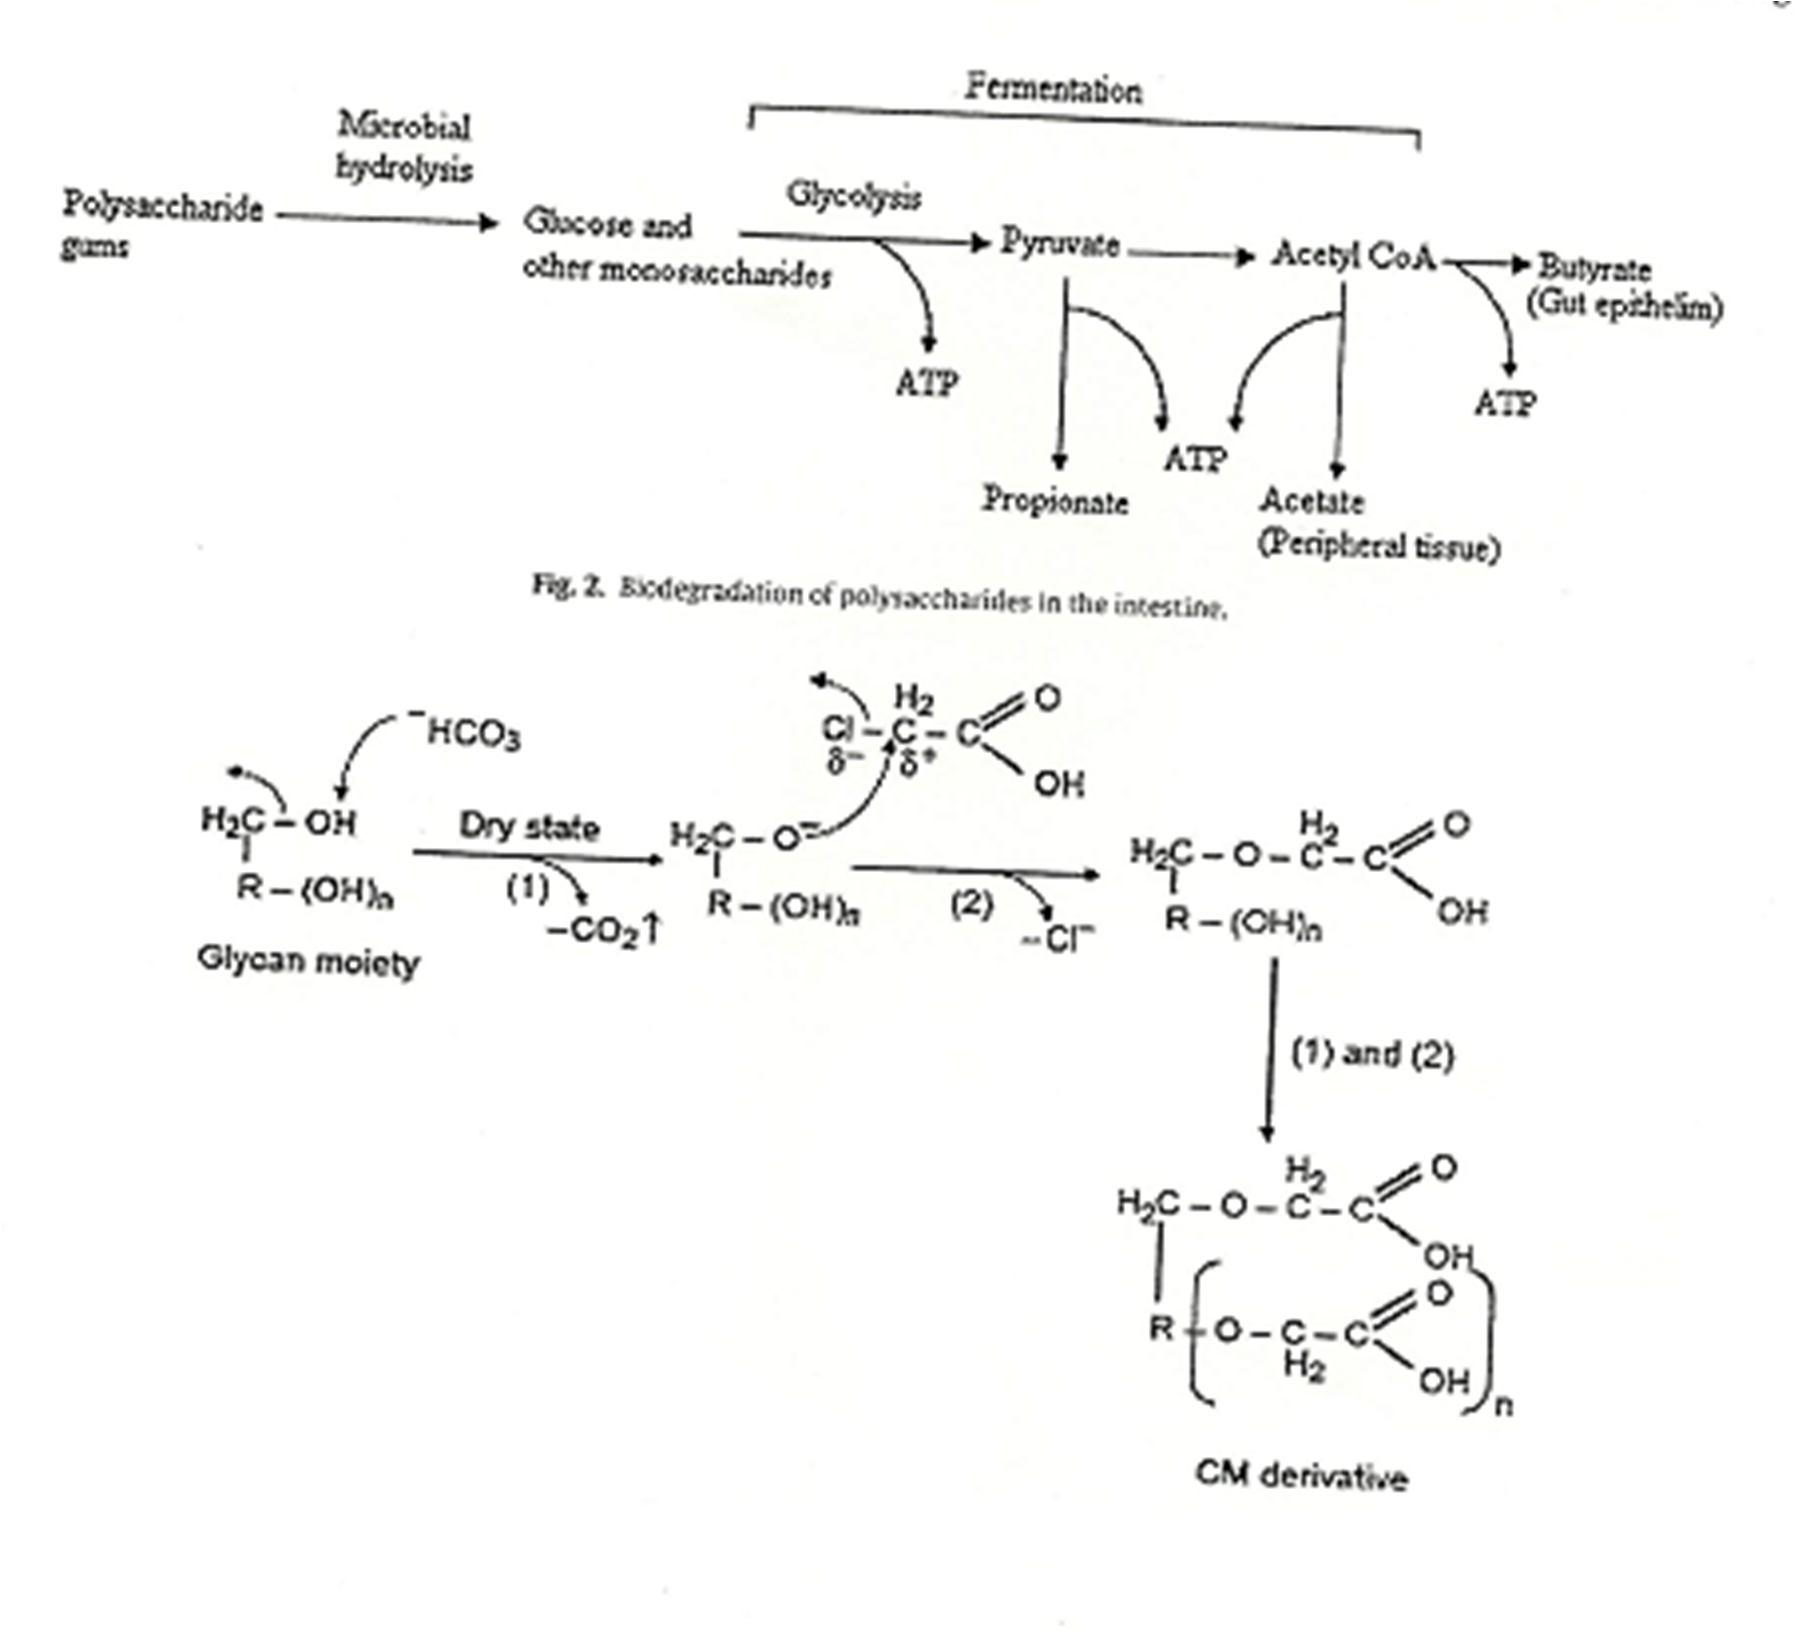 Fermentation
Microbial
hydrolysis
Glycolysis
Polysaccharide
gums
Glucose and
other monosaccharides
Pyruvate
Acetyl CoA
Butyrate
(Gut epithelim)
ATP
ATP
ATP
Propionate
Acetate
(Peripheral tissue)
Fig. 2. Biodegradation of polysaccharides in the intestine.
⁻HCO₃
H₂
Cl – C – C
O
δ⁻ δ⁺
OH
H₂C – OH
R – (OH)n
Glycan moiety
Dry state
(1)
–CO₂↑
H₂C – O⁻
R – (OH)n
(2)
–Cl⁻
H₂
H₂C – O – C – C
O
OH
R – (OH)n
(1) and (2)
H₂
H₂C – O – C – C
O
OH
R – O – C – C
O
H₂
OH
n
CM derivative